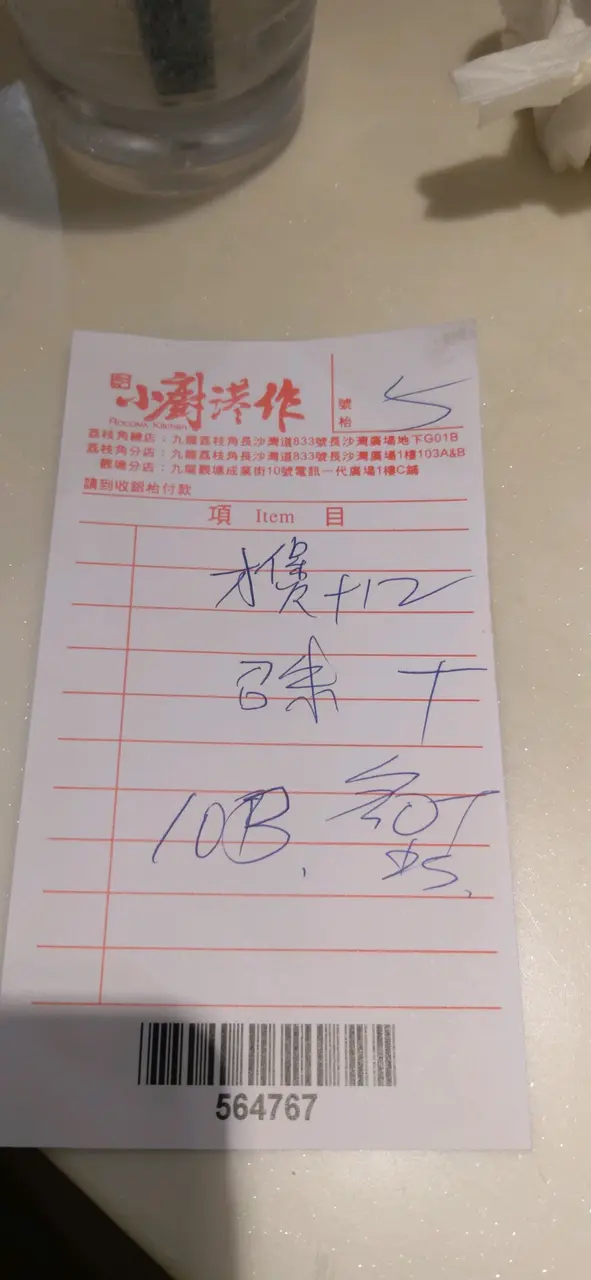 小廚港作
號枱 5
荔枝角總店：九龍荔枝角長沙灣道833號長沙灣廣場地下G01B
荔枝角分店：九龍荔枝角長沙灣道833號長沙灣廣場1樓103A&B
觀塘分店：九龍觀塘成業街10號電訊一代廣場1樓C舖
請到收銀枱付款
項 Item 目
+12
T
10B.
564767